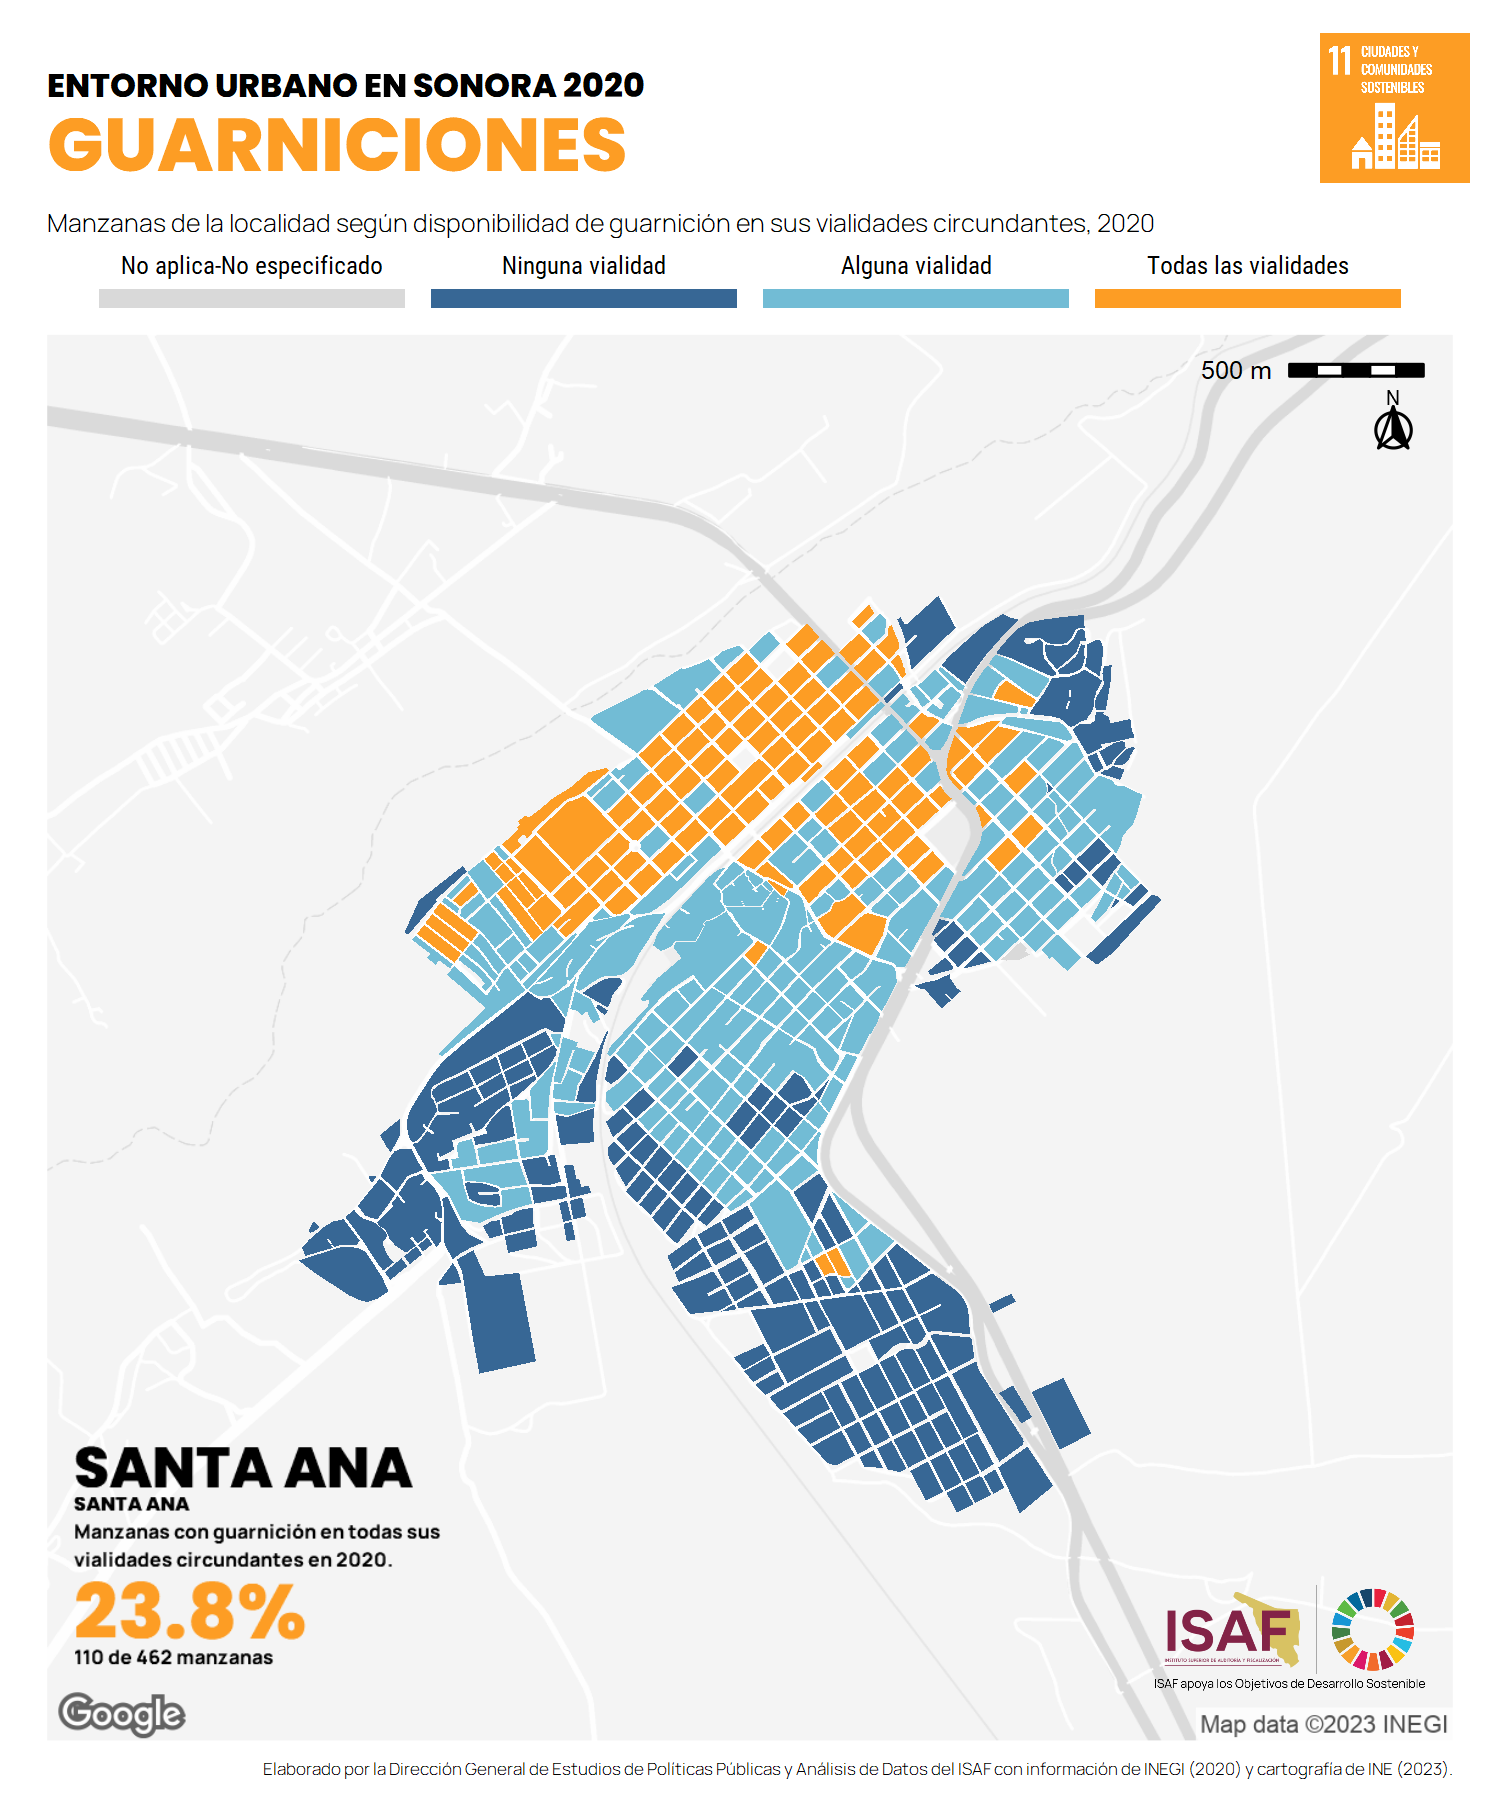 ENTORNO URBANO EN SONORA 2020
GUARNICIONES
11 CIUDADES Y
COMUNIDADES
SOSTENIBLES
Manzanas de la localidad según disponibilidad de guarnición en sus vialidades circundantes, 2020
No aplica-No especificado
Ninguna vialidad
Alguna vialidad
Todas las vialidades
500 m
N
SANTA ANA
SANTA ANA
Manzanas con guarnición en todas sus
vialidades circundantes en 2020.
23.8%
110 de 462 manzanas
ISAF
INSTITUTO SUPERIOR DE AUDITORÍA Y FISCALIZACIÓN
ISAF apoya los Objetivos de Desarrollo Sostenible
Google
Map data ©2023 INEGI
Elaborado por la Dirección General de Estudios de Políticas Públicas y Análisis de Datos del ISAF con información de INEGI (2020) y cartografía de INE (2023).